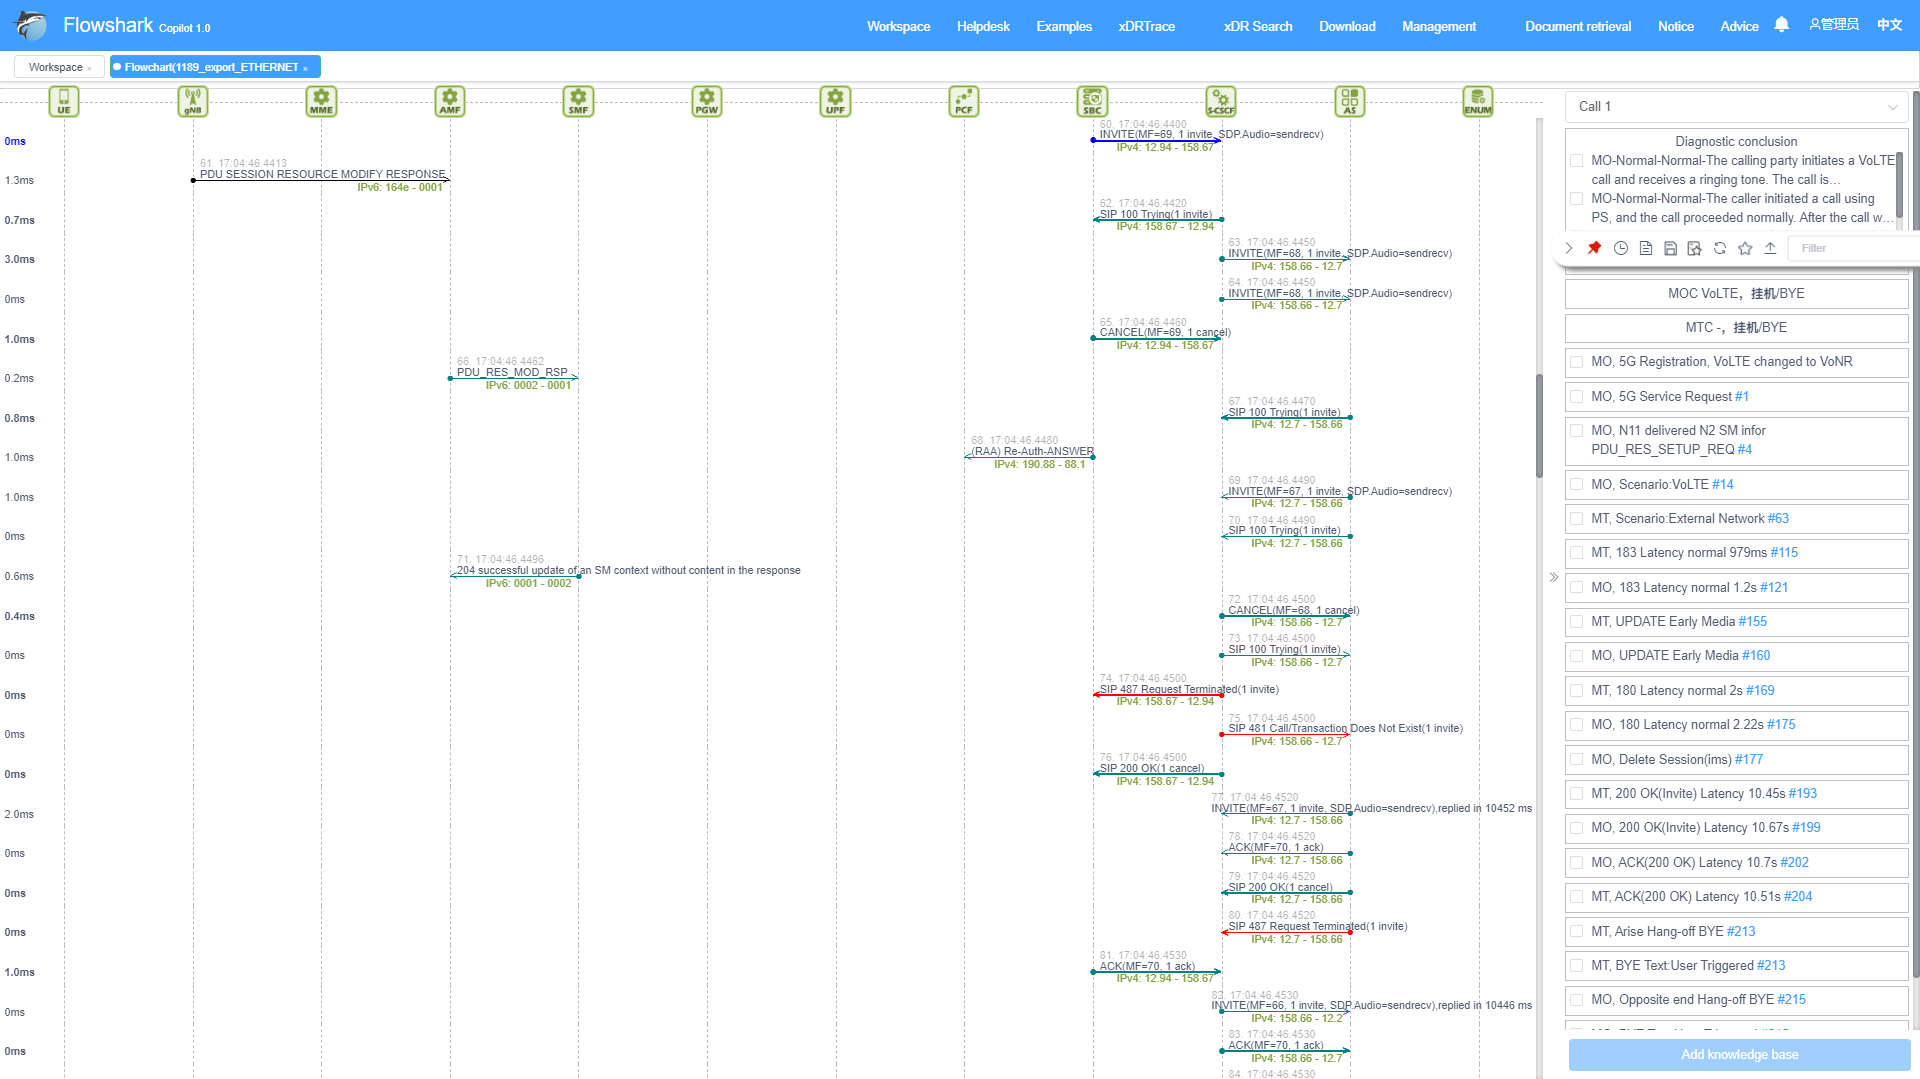 Flowshark Copilot 1.0
Workspace Helpdesk Examples xDRTrace xDR Search Download Management Document retrieval Notice Advice 管理员 中文
Workspace × Flowchart(1189_export_ETHERNET ×
UE gNB MME AMF SMF PGW UPF PCF SBC S-CSCF AS ENUM
0ms
60. 17:04:46.4400
INVITE(MF=69, 1 invite, SDP.Audio=sendrecv)
IPv4: 12.94 - 158.67
1.3ms
61. 17:04:46.4413
PDU SESSION RESOURCE MODIFY RESPONSE
IPv6: 164e - 0001
0.7ms
62. 17:04:46.4420
SIP 100 Trying(1 invite)
IPv4: 158.67 - 12.94
3.0ms
63. 17:04:46.4450
INVITE(MF=68, 1 invite, SDP.Audio=sendrecv)
IPv4: 158.66 - 12.7
0ms
64. 17:04:46.4450
INVITE(MF=68, 1 invite, SDP.Audio=sendrecv)
IPv4: 158.66 - 12.7
1.0ms
65. 17:04:46.4460
CANCEL(MF=69, 1 cancel)
IPv4: 12.94 - 158.67
0.2ms
66. 17:04:46.4462
PDU_RES_MOD_RSP
IPv6: 0002 - 0001
0.8ms
67. 17:04:46.4470
SIP 100 Trying(1 invite)
IPv4: 12.7 - 158.66
1.0ms
68. 17:04:46.4480
(RAA) Re-Auth-ANSWER
IPv4: 190.88 - 88.1
1.0ms
69. 17:04:46.4490
INVITE(MF=67, 1 invite, SDP.Audio=sendrecv)
IPv4: 12.7 - 158.66
0ms
70. 17:04:46.4490
SIP 100 Trying(1 invite)
IPv4: 12.7 - 158.66
0.6ms
71. 17:04:46.4496
204 successful update of an SM context without content in the response
IPv6: 0001 - 0002
0.4ms
72. 17:04:46.4500
CANCEL(MF=68, 1 cancel)
IPv4: 158.66 - 12.7
0ms
73. 17:04:46.4500
SIP 100 Trying(1 invite)
IPv4: 158.66 - 12.7
0ms
74. 17:04:46.4500
SIP 487 Request Terminated(1 invite)
IPv4: 158.67 - 12.94
0ms
75. 17:04:46.4500
SIP 481 Call/Transaction Does Not Exist(1 invite)
IPv4: 158.66 - 12.7
0ms
76. 17:04:46.4500
SIP 200 OK(1 cancel)
IPv4: 158.67 - 12.94
2.0ms
77. 17:04:46.4520
INVITE(MF=67, 1 invite, SDP.Audio=sendrecv),replied in 10452 ms
IPv4: 12.7 - 158.66
0ms
78. 17:04:46.4520
ACK(MF=70, 1 ack)
IPv4: 12.7 - 158.66
0ms
79. 17:04:46.4520
SIP 200 OK(1 cancel)
IPv4: 12.7 - 158.66
0ms
80. 17:04:46.4520
SIP 487 Request Terminated(1 invite)
IPv4: 12.7 - 158.66
1.0ms
81. 17:04:46.4530
ACK(MF=70, 1 ack)
IPv4: 12.94 - 158.67
0ms
82. 17:04:46.4530
INVITE(MF=66, 1 invite, SDP.Audio=sendrecv),replied in 10446 ms
IPv4: 158.66 - 12.2
0ms
83. 17:04:46.4530
ACK(MF=70, 1 ack)
IPv4: 158.66 - 12.7
84. 17:04:46.4530
Call 1
Diagnostic conclusion
MO-Normal-Normal-The calling party initiates a VoLTE
call and receives a ringing tone. The call is…
MO-Normal-Normal-The caller initiated a call using
PS, and the call proceeded normally. After the call w…
Filter
MOC VoLTE，挂机/BYE
MTC -，挂机/BYE
MO, 5G Registration, VoLTE changed to VoNR
MO, 5G Service Request #1
MO, N11 delivered N2 SM infor
PDU_RES_SETUP_REQ #4
MO, Scenario:VoLTE #14
MT, Scenario:External Network #63
MT, 183 Latency normal 979ms #115
MO, 183 Latency normal 1.2s #121
MT, UPDATE Early Media #155
MO, UPDATE Early Media #160
MT, 180 Latency normal 2s #169
MO, 180 Latency normal 2.22s #175
MO, Delete Session(ims) #177
MT, 200 OK(Invite) Latency 10.45s #193
MO, 200 OK(Invite) Latency 10.67s #199
MO, ACK(200 OK) Latency 10.7s #202
MT, ACK(200 OK) Latency 10.51s #204
MT, Arise Hang-off BYE #213
MT, BYE Text:User Triggered #213
MO, Opposite end Hang-off BYE #215
Add knowledge base